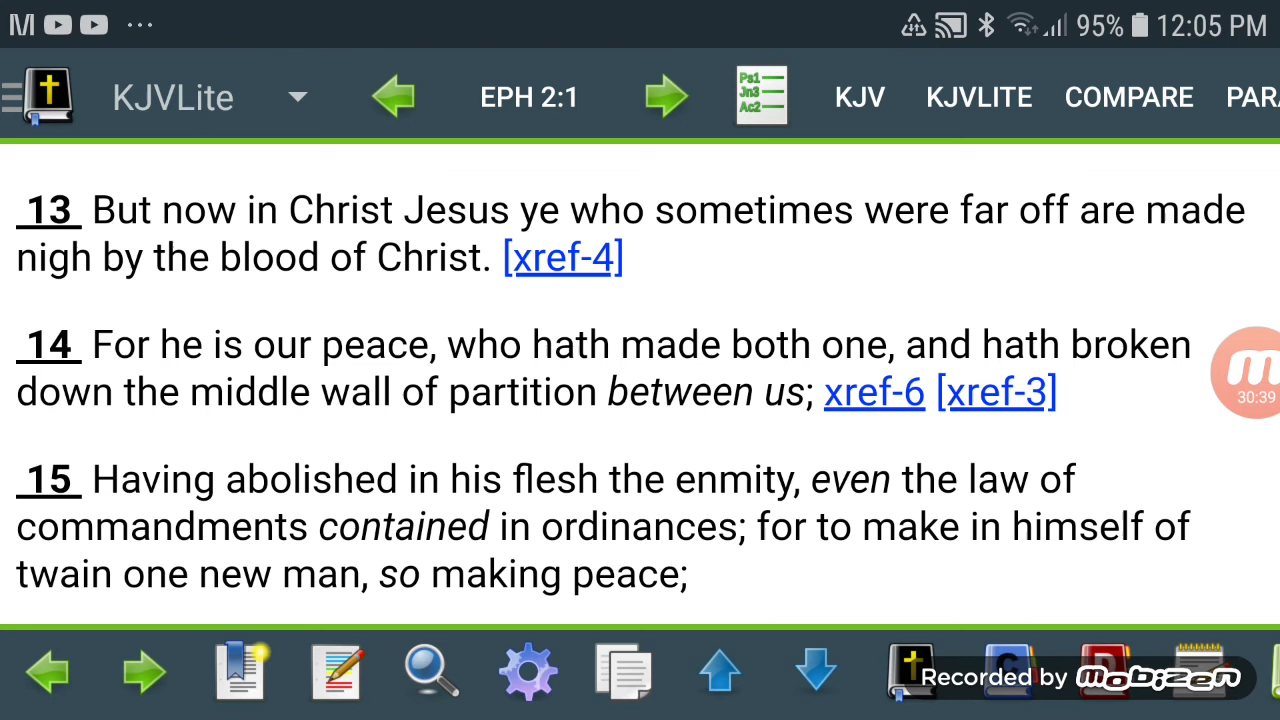 M ... 95% 12:05 PM
KJVLite EPH 2:1 Ps1 Jn3 Ac2 KJV KJVLITE COMPARE PAR
13 But now in Christ Jesus ye who sometimes were far off are made
nigh by the blood of Christ. [xref-4]
14 For he is our peace, who hath made both one, and hath broken
down the middle wall of partition between us; xref-6 [xref-3]
30:39
15 Having abolished in his flesh the enmity, even the law of
commandments contained in ordinances; for to make in himself of
twain one new man, so making peace;
Recorded by mobizen